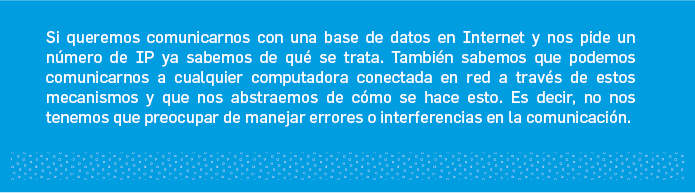 Si queremos comunicarnos con una base de datos en Internet y nos pide un
número de IP ya sabemos de qué se trata. También sabemos que podemos
comunicarnos a cualquier computadora conectada en red a través de estos
mecanismos y que nos abstraemos de cómo se hace esto. Es decir, no nos
tenemos que preocupar de manejar errores o interferencias en la comunicación.